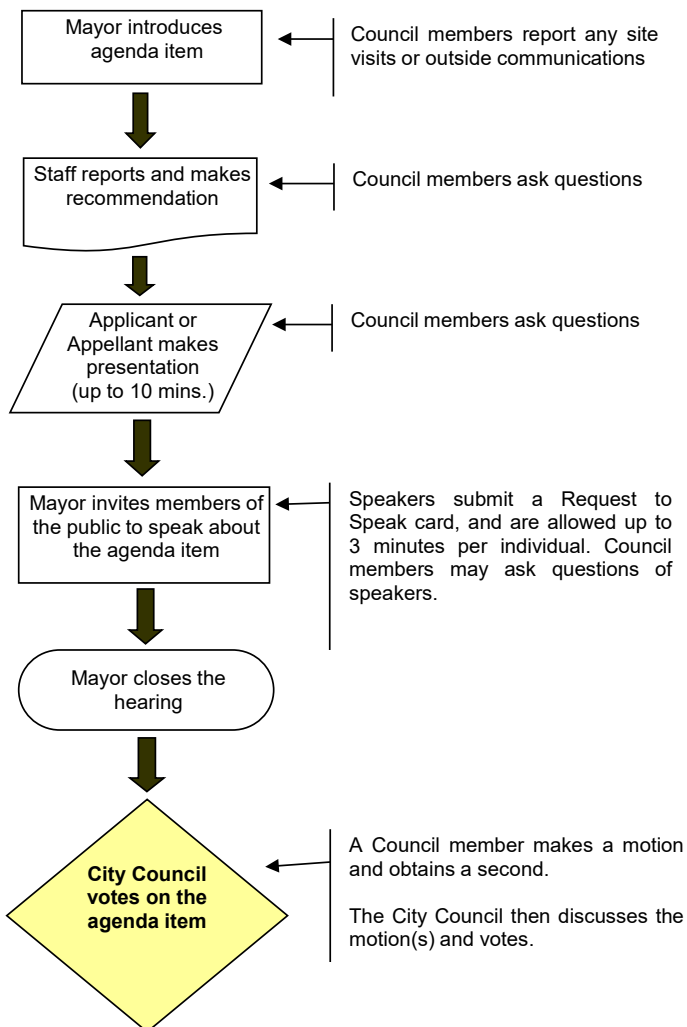 Mayor introduces
agenda item
Council members report any site
visits or outside communications
Staff reports and makes
recommendation
Council members ask questions
Applicant or
Appellant makes
presentation
(up to 10 mins.)
Council members ask questions
Mayor invites members of
the public to speak about
the agenda item
Speakers submit a Request to
Speak card, and are allowed up to
3 minutes per individual. Council
members may ask questions of
speakers.
Mayor closes the
hearing
City Council
votes on the
agenda item
A Council member makes a motion
and obtains a second.
The City Council then discusses the
motion(s) and votes.